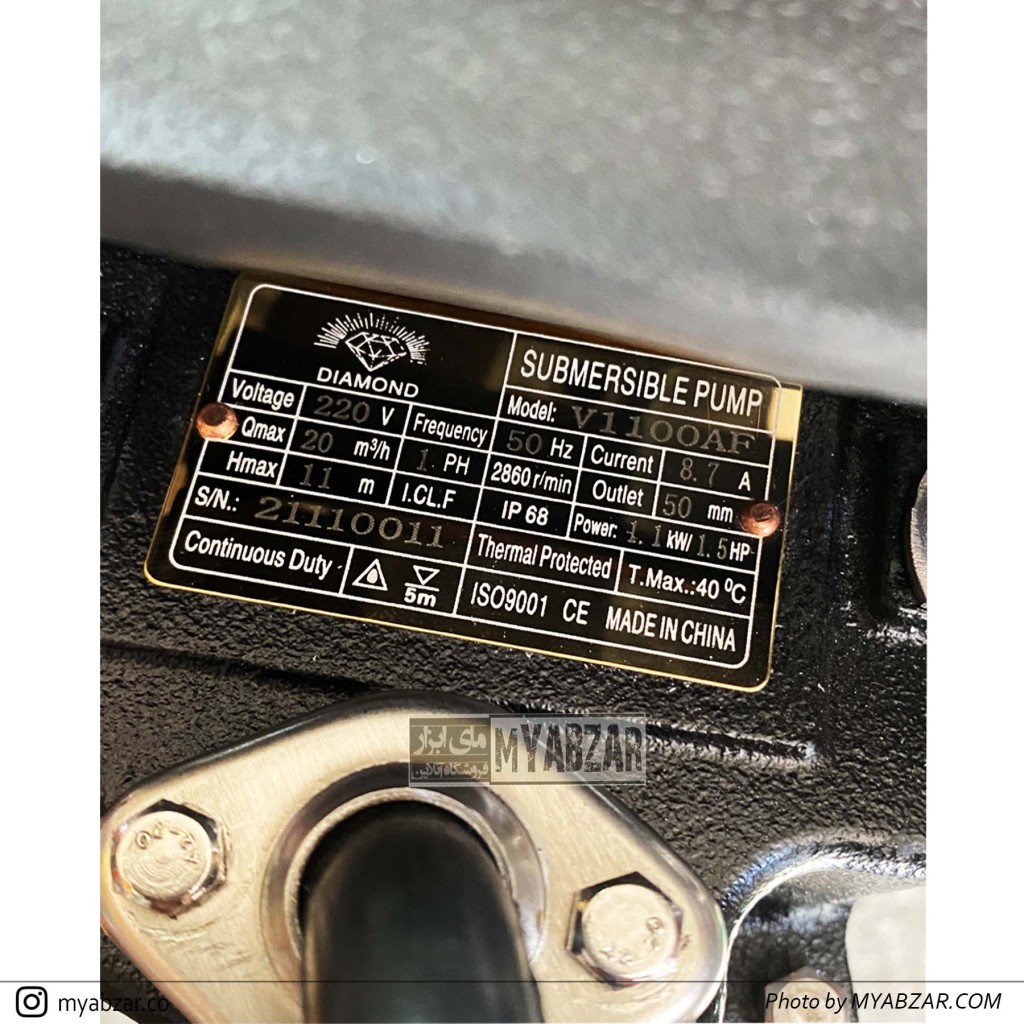 DIAMOND
SUBMERSIBLE PUMP
Model: V1100AF
Voltage 220 V Frequency 50 Hz Current 8.7 A
Qmax 20 m³/h 1 PH 2860 r/min Outlet 50 mm
Hmax 11 m I.CL.F IP 68 Power: 1.1 kW/ 1.5 HP
S/N.: 21110011 Thermal Protected T.Max.:40 ⁰C
Continuous Duty 5m ISO9001 CE MADE IN CHINA
مای ابزار MYABZAR
فروشگاه آنلاین
myabzar.co
Photo by MYABZAR.COM